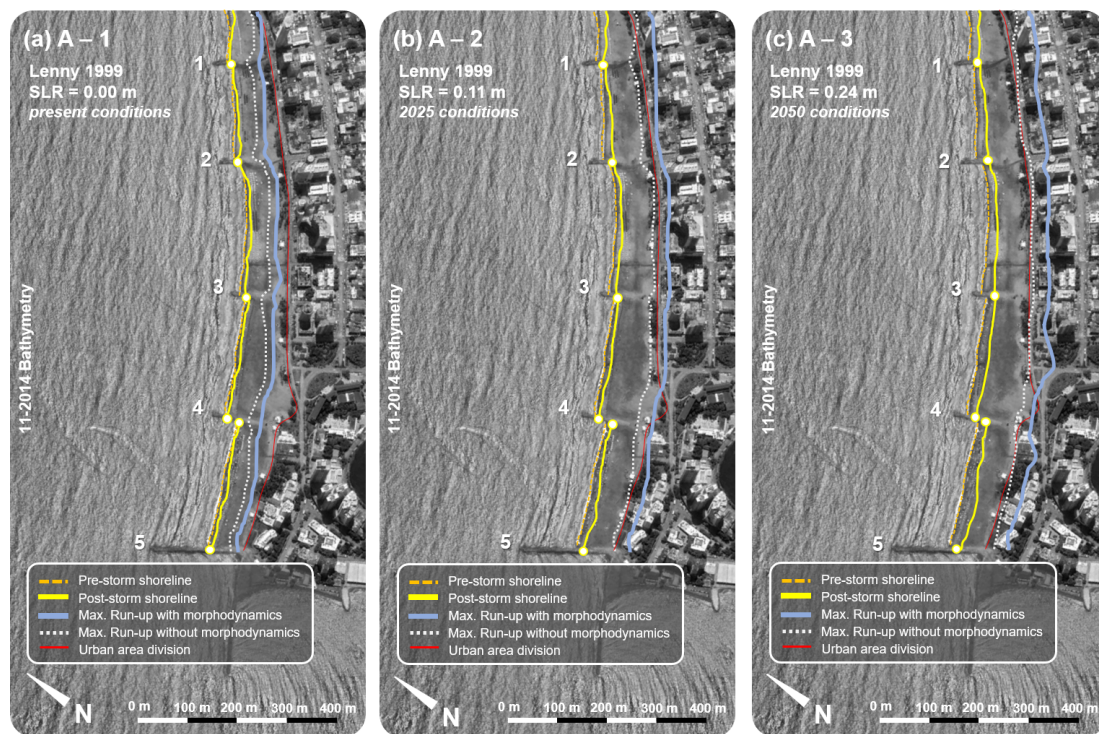 (a) A – 1
Lenny 1999
SLR = 0.00 m
present conditions
1
2
3
4
5
11-2014 Bathymetry
Pre-storm shoreline
Post-storm shoreline
Max. Run-up with morphodynamics
Max. Run-up without morphodynamics
Urban area division
N
0 m 100 m 200 m 300 m 400 m
(b) A – 2
Lenny 1999
SLR = 0.11 m
2025 conditions
1
2
3
4
5
11-2014 Bathymetry
Pre-storm shoreline
Post-storm shoreline
Max. Run-up with morphodynamics
Max. Run-up without morphodynamics
Urban area division
N
0 m 100 m 200 m 300 m 400 m
(c) A – 3
Lenny 1999
SLR = 0.24 m
2050 conditions
1
2
3
4
5
11-2014 Bathymetry
Pre-storm shoreline
Post-storm shoreline
Max. Run-up with morphodynamics
Max. Run-up without morphodynamics
Urban area division
N
0 m 100 m 200 m 300 m 400 m